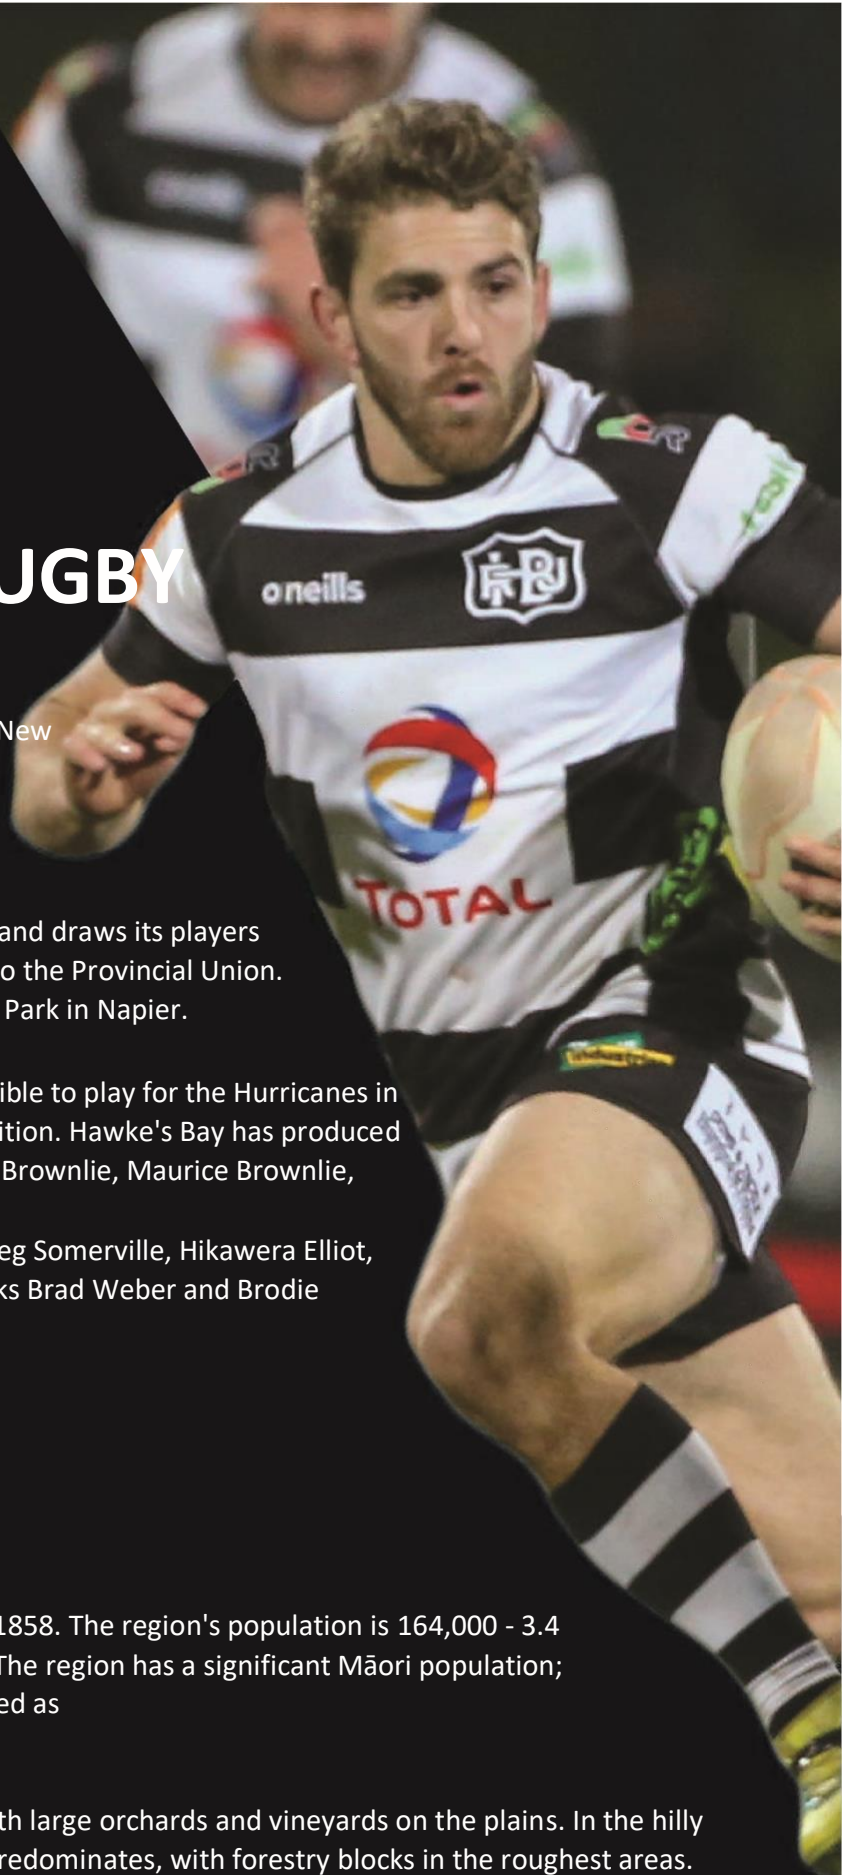 UGBY
oneills
HBRFU
New
TOTAL
and draws its players
o the Provincial Union.
Park in Napier.
industries
ible to play for the Hurricanes in
ition. Hawke's Bay has produced
Brownlie, Maurice Brownlie,
eg Somerville, Hikawera Elliot,
ks Brad Weber and Brodie
1858. The region's population is 164,000 - 3.4
The region has a significant Māori population;
ed as
th large orchards and vineyards on the plains. In the hilly
redominates, with forestry blocks in the roughest areas.